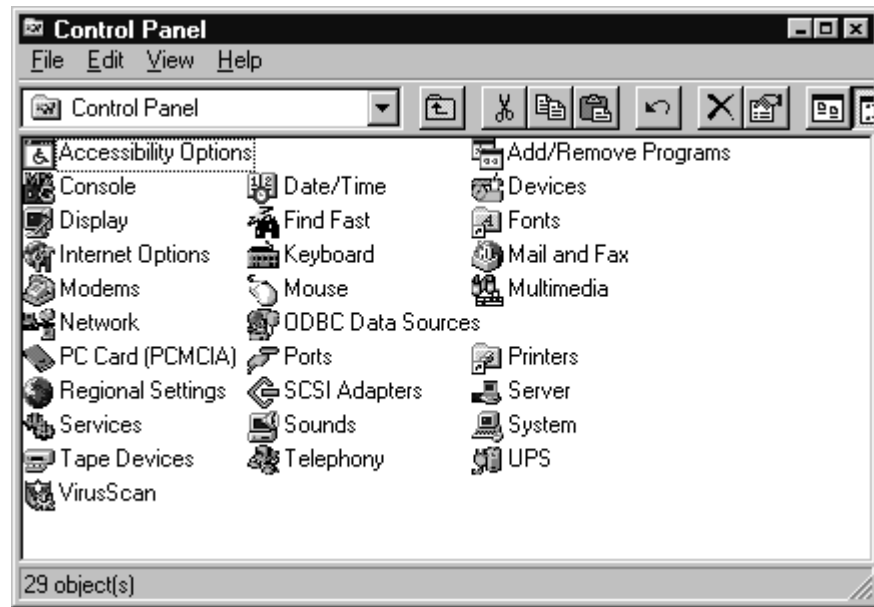 Control Panel
File Edit View Help
Control Panel
Accessibility Options Add/Remove Programs
Console Date/Time Devices
Display Find Fast Fonts
Internet Options Keyboard Mail and Fax
Modems Mouse Multimedia
Network ODBC Data Sources
PC Card (PCMCIA) Ports Printers
Regional Settings SCSI Adapters Server
Services Sounds System
Tape Devices Telephony UPS
VirusScan
29 object(s)